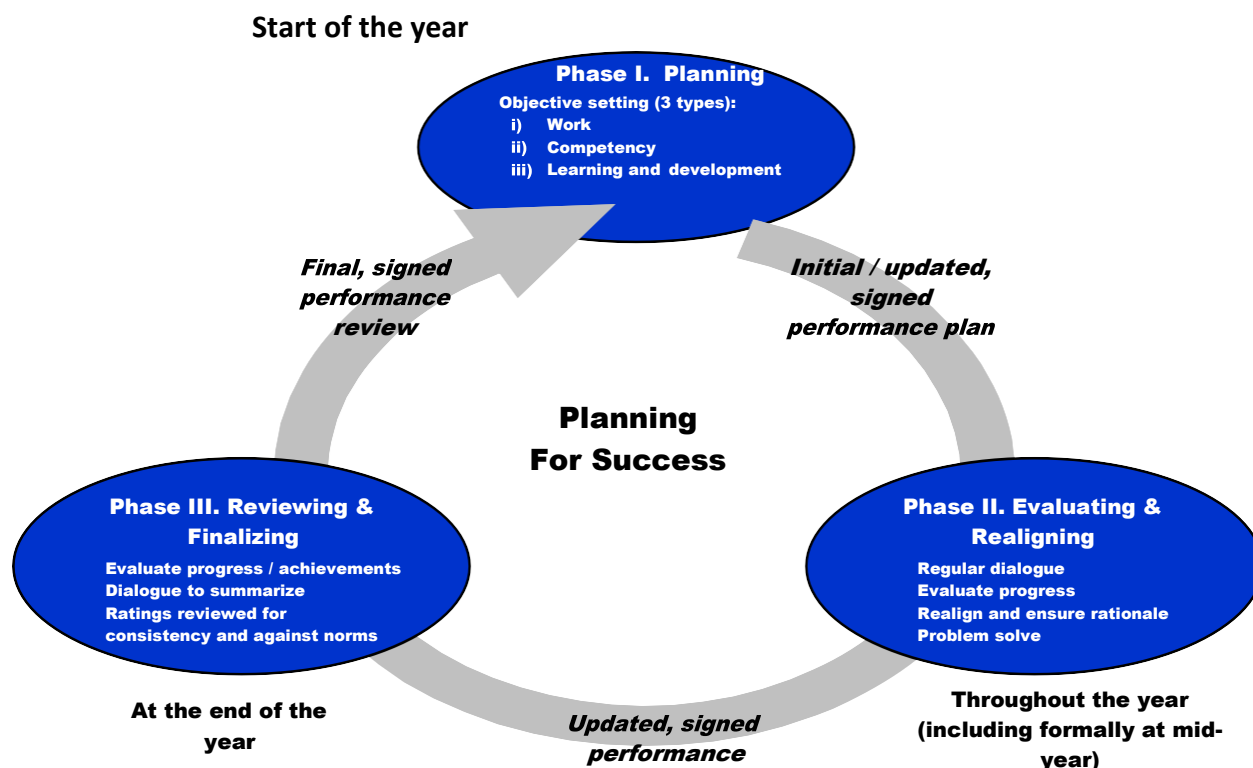 Start of the year
Phase I. Planning
Objective setting (3 types):
i) Work
ii) Competency
iii) Learning and development
Final, signed
performance
review
Initial / updated,
signed
performance plan
Planning
For Success
Phase III. Reviewing &
Finalizing
Evaluate progress / achievements
Dialogue to summarize
Ratings reviewed for
consistency and against norms
Phase II. Evaluating &
Realigning
Regular dialogue
Evaluate progress
Realign and ensure rationale
Problem solve
At the end of the
year
Updated, signed
performance
Throughout the year
(including formally at mid-
year)